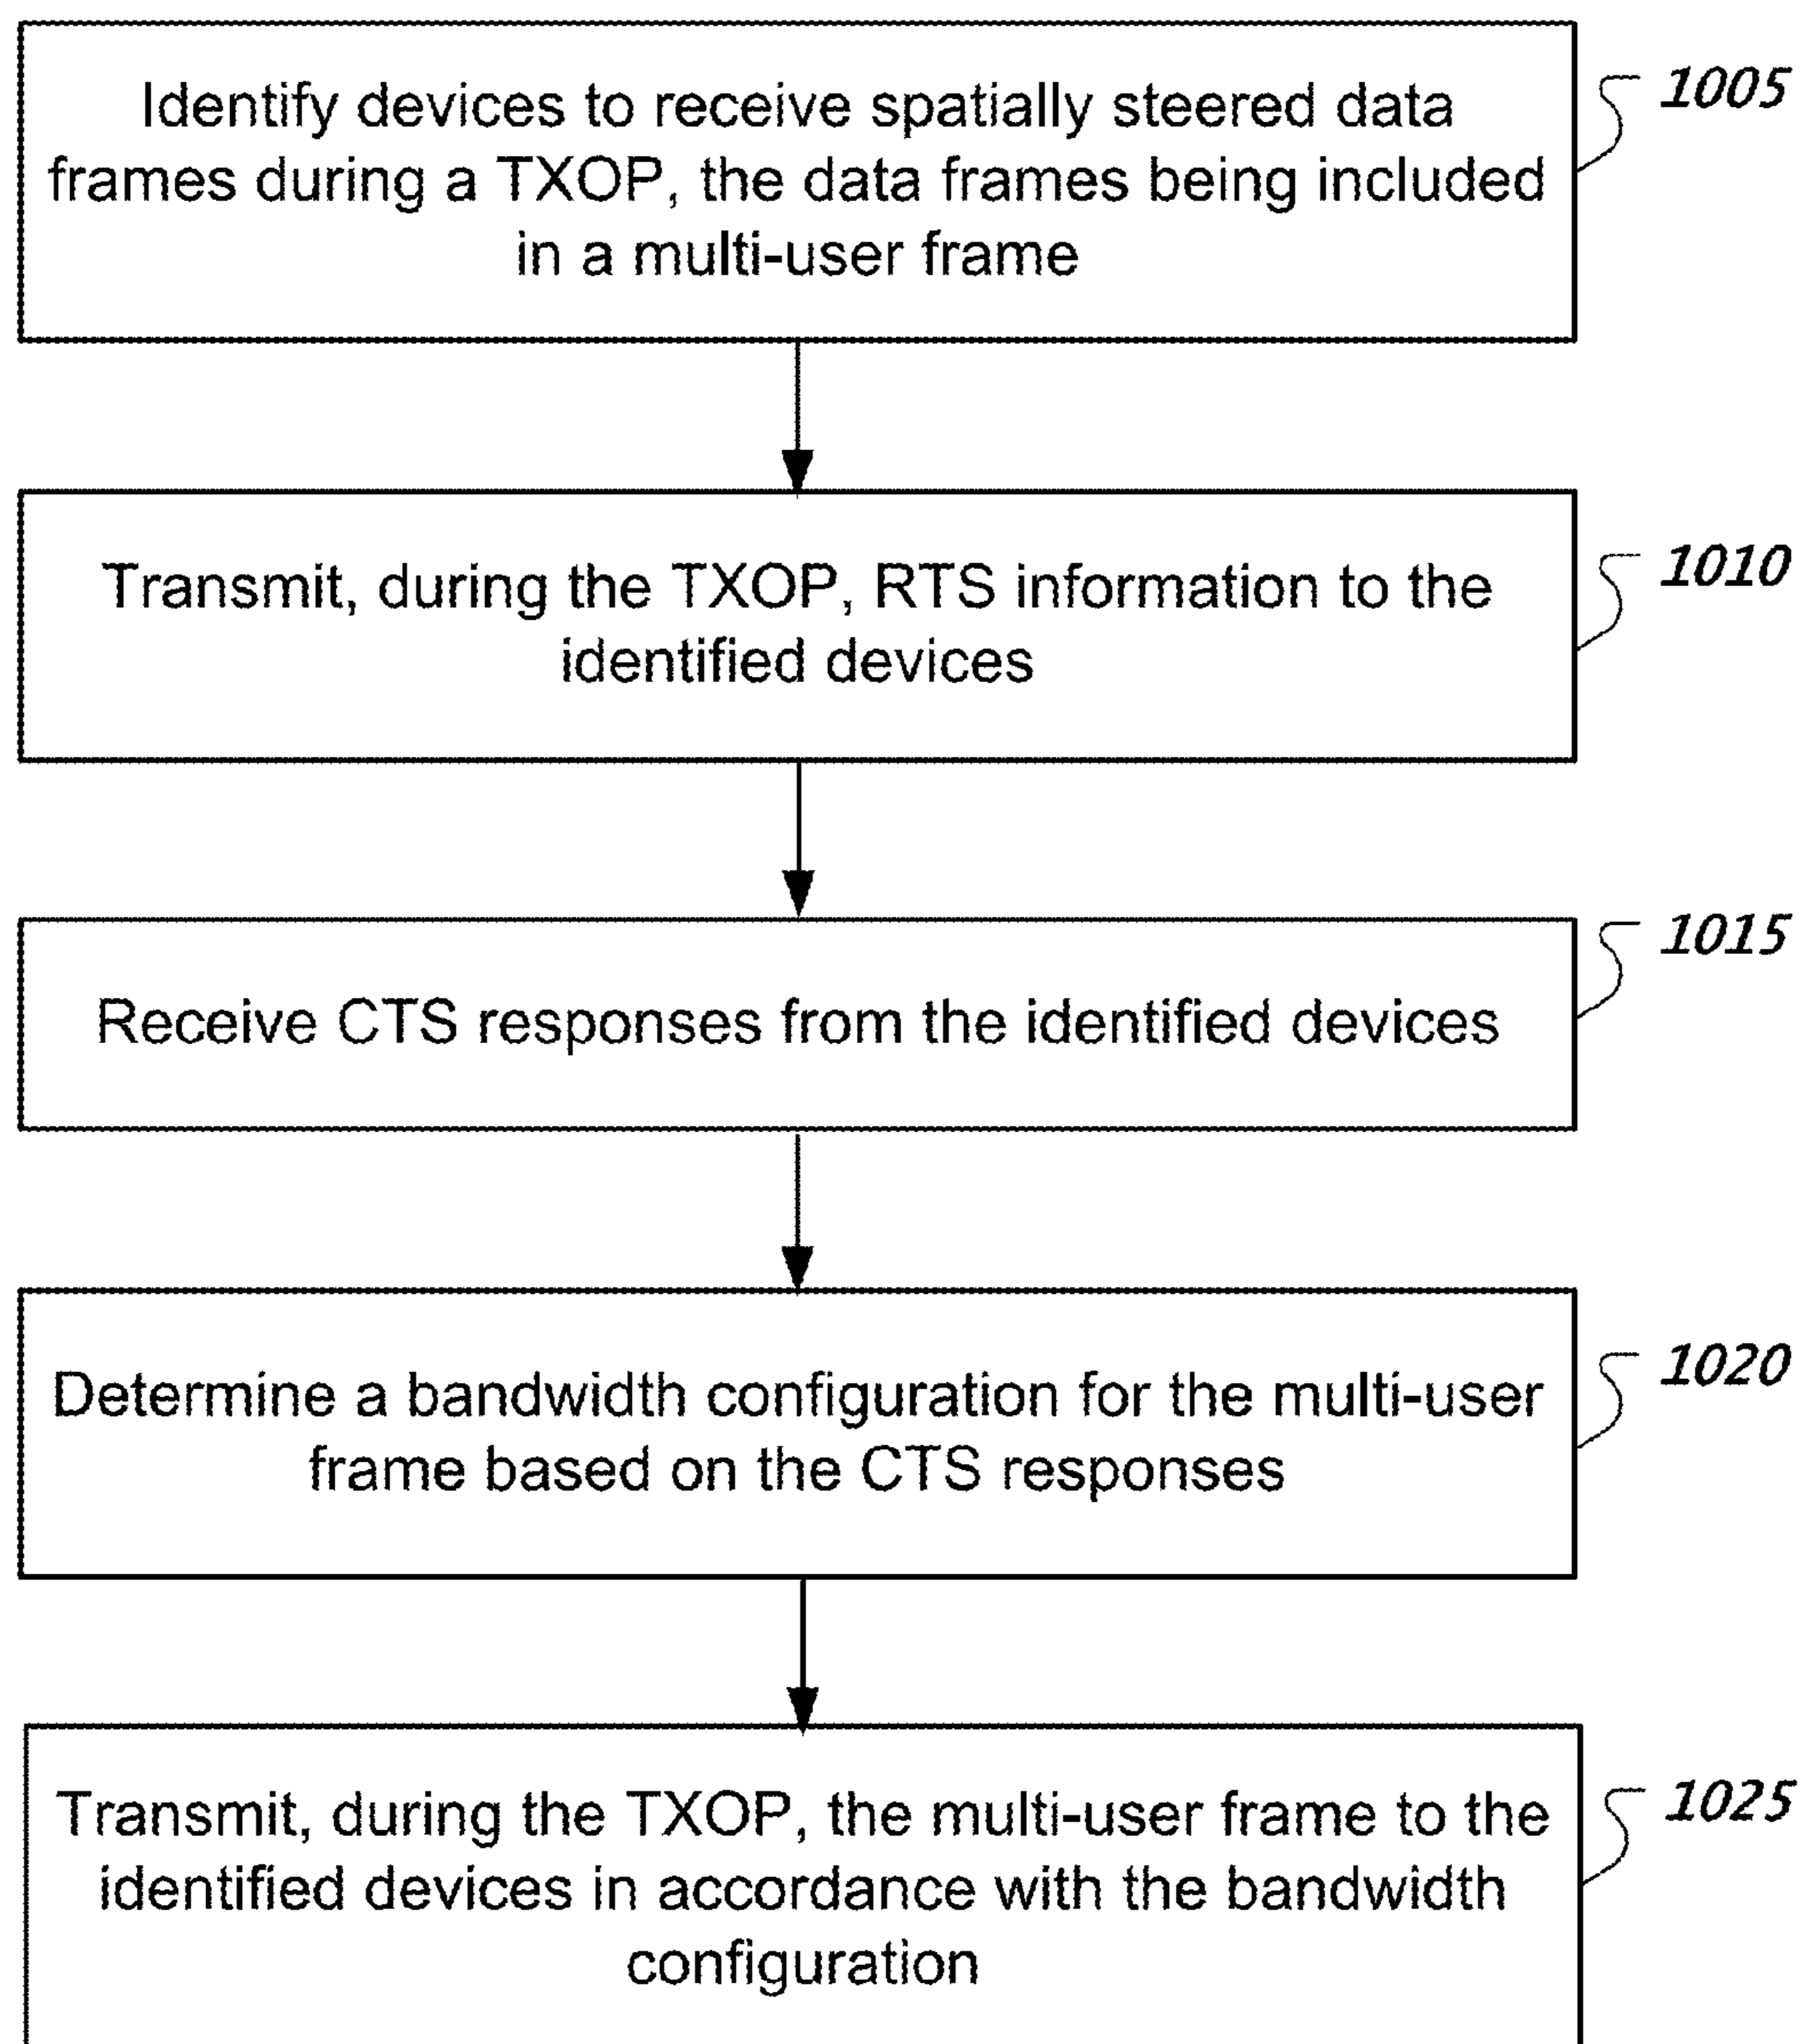 Identify devices to receive spatially steered data
frames during a TXOP, the data frames being included
in a multi-user frame
1005
Transmit, during the TXOP, RTS information to the
identified devices
1010
Receive CTS responses from the identified devices
1015
Determine a bandwidth configuration for the multi-user
frame based on the CTS responses
1020
Transmit, during the TXOP, the multi-user frame to the
identified devices in accordance with the bandwidth
configuration
1025